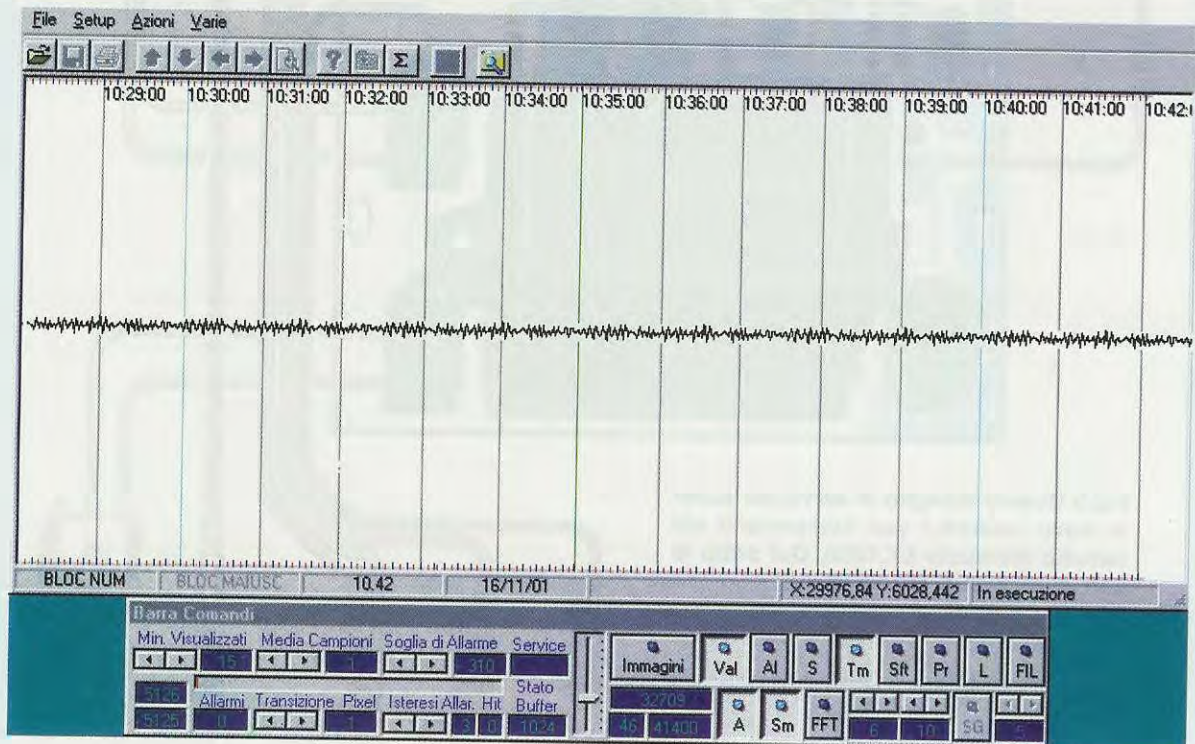 File Setup Azioni Varie
Σ
10:29:00 10:30:00 10:31:00 10:32:00 10:33:00 10:34:00 10:35:00 10:36:00 10:37:00 10:38:00 10:39:00 10:40:00 10:41:00 10:42:
BLOC NUM BLOC MAIUSC 10.42 16/11/01 X:29976,84 Y:6028,442 In esecuzione
Barra Comandi
Min. Visualizzati Media Campioni Soglia di Allarme Service
15 1 310
Immagini Val Al S Tm Sft Pr L FIL
5126 Stato
Allarmi Transizione Pixel Isteresi Allar. Hit Buffer
32709
5126 0 1 3 0 1024
46 41400 A Sm FFT 6 10 SG 5